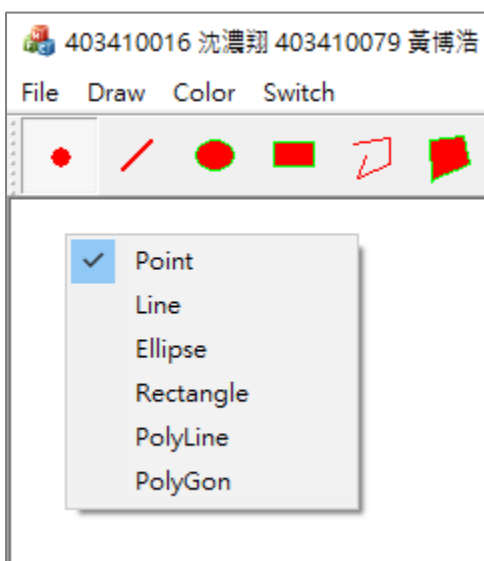 403410016 沈濃翔 403410079 黃博浩
File Draw Color Switch
Point
Line
Ellipse
Rectangle
PolyLine
PolyGon